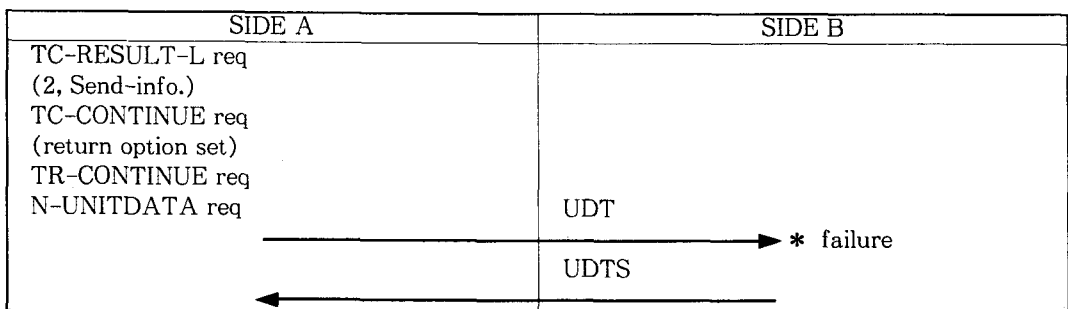 SIDE A
SIDE B
TC-RESULT-L req
(2, Send-info.)
TC-CONTINUE req
(return option set)
TR-CONTINUE req
N-UNITDATA req
UDT
* failure
UDTS